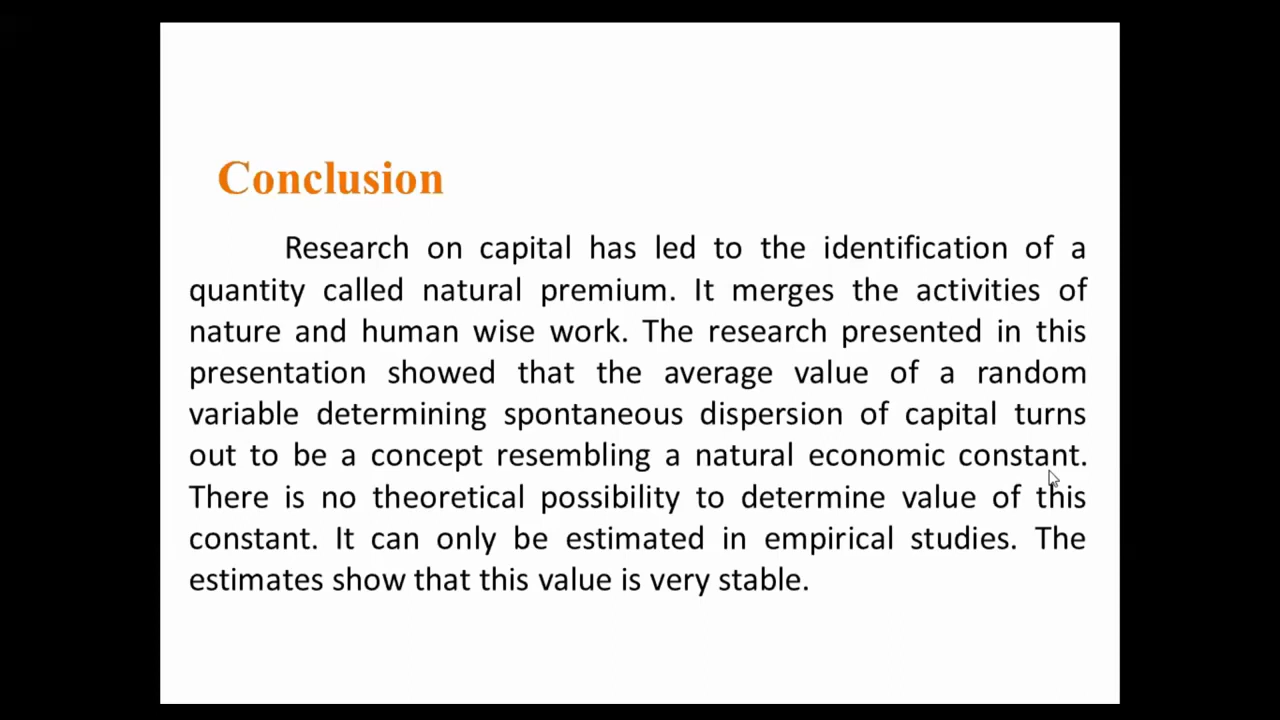 Conclusion
Research on capital has led to the identification of a
quantity called natural premium. It merges the activities of
nature and human wise work. The research presented in this
presentation showed that the average value of a random
variable determining spontaneous dispersion of capital turns
out to be a concept resembling a natural economic constant.
There is no theoretical possibility to determine value of this
constant. It can only be estimated in empirical studies. The
estimates show that this value is very stable.